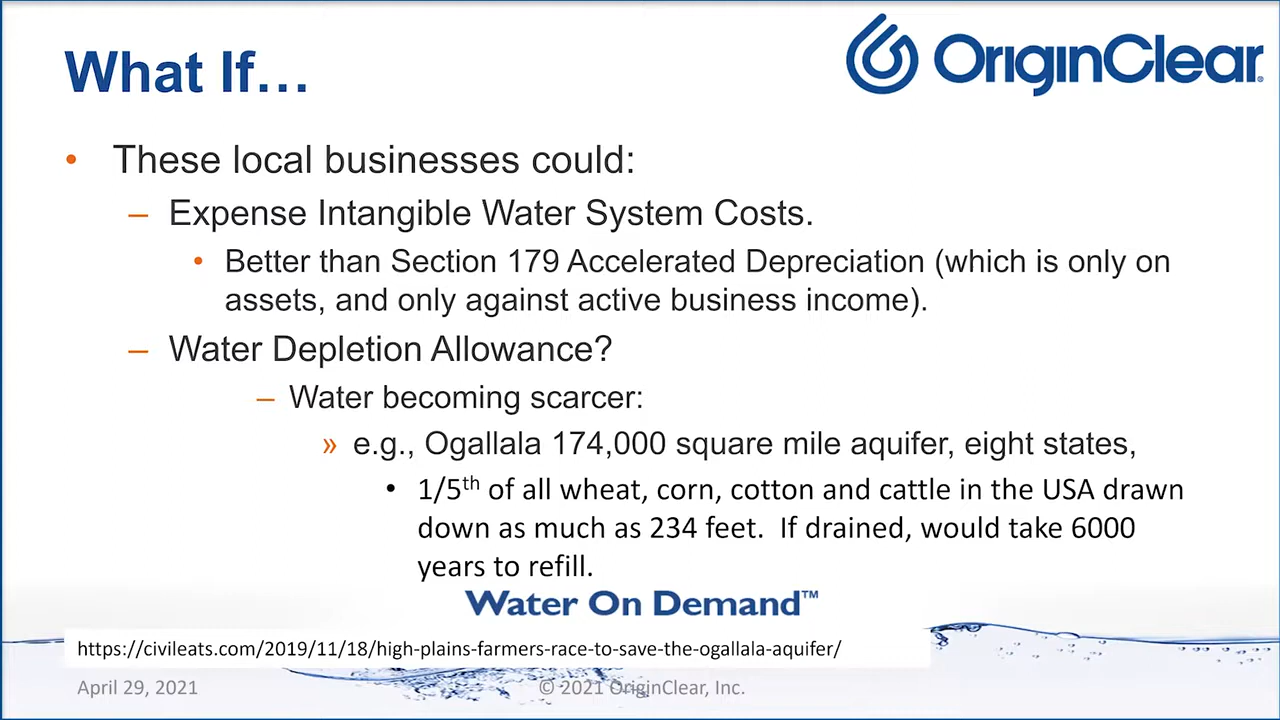 What If…
OriginClear®
• These local businesses could:
– Expense Intangible Water System Costs.
• Better than Section 179 Accelerated Depreciation (which is only on
assets, and only against active business income).
– Water Depletion Allowance?
– Water becoming scarcer:
» e.g., Ogallala 174,000 square mile aquifer, eight states,
• 1/5th of all wheat, corn, cotton and cattle in the USA drawn
down as much as 234 feet.  If drained, would take 6000
years to refill.
Water On Demand™
https://civileats.com/2019/11/18/high-plains-farmers-race-to-save-the-ogallala-aquifer/
April 29, 2021
© 2021 OriginClear, Inc.